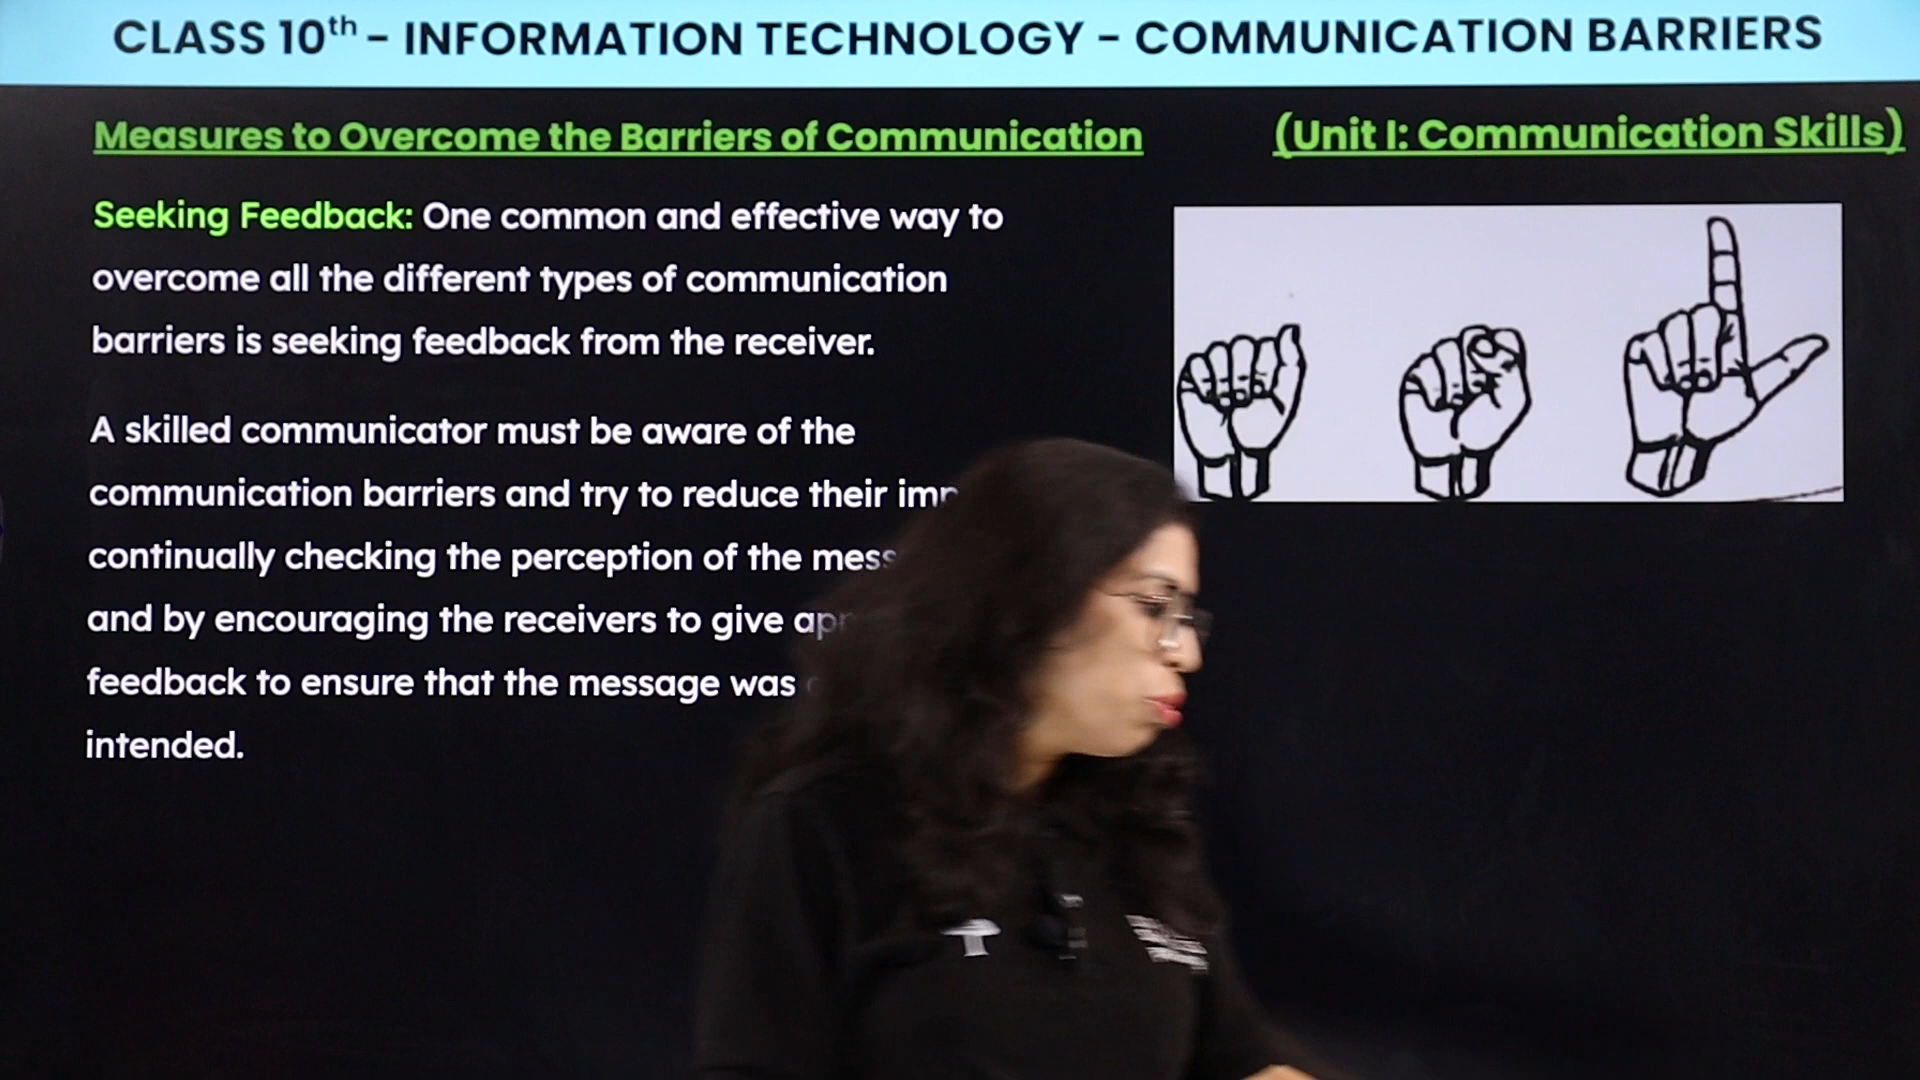 CLASS 10th - INFORMATION TECHNOLOGY - COMMUNICATION BARRIERS
Measures to Overcome the Barriers of Communication
(Unit I: Communication Skills)
Seeking Feedback: One common and effective way to
overcome all the different types of communication
barriers is seeking feedback from the receiver.
A skilled communicator must be aware of the
communication barriers and try to reduce their
continually checking the perception of the
and by encouraging the receivers to give
feedback to ensure that the message was
intended.